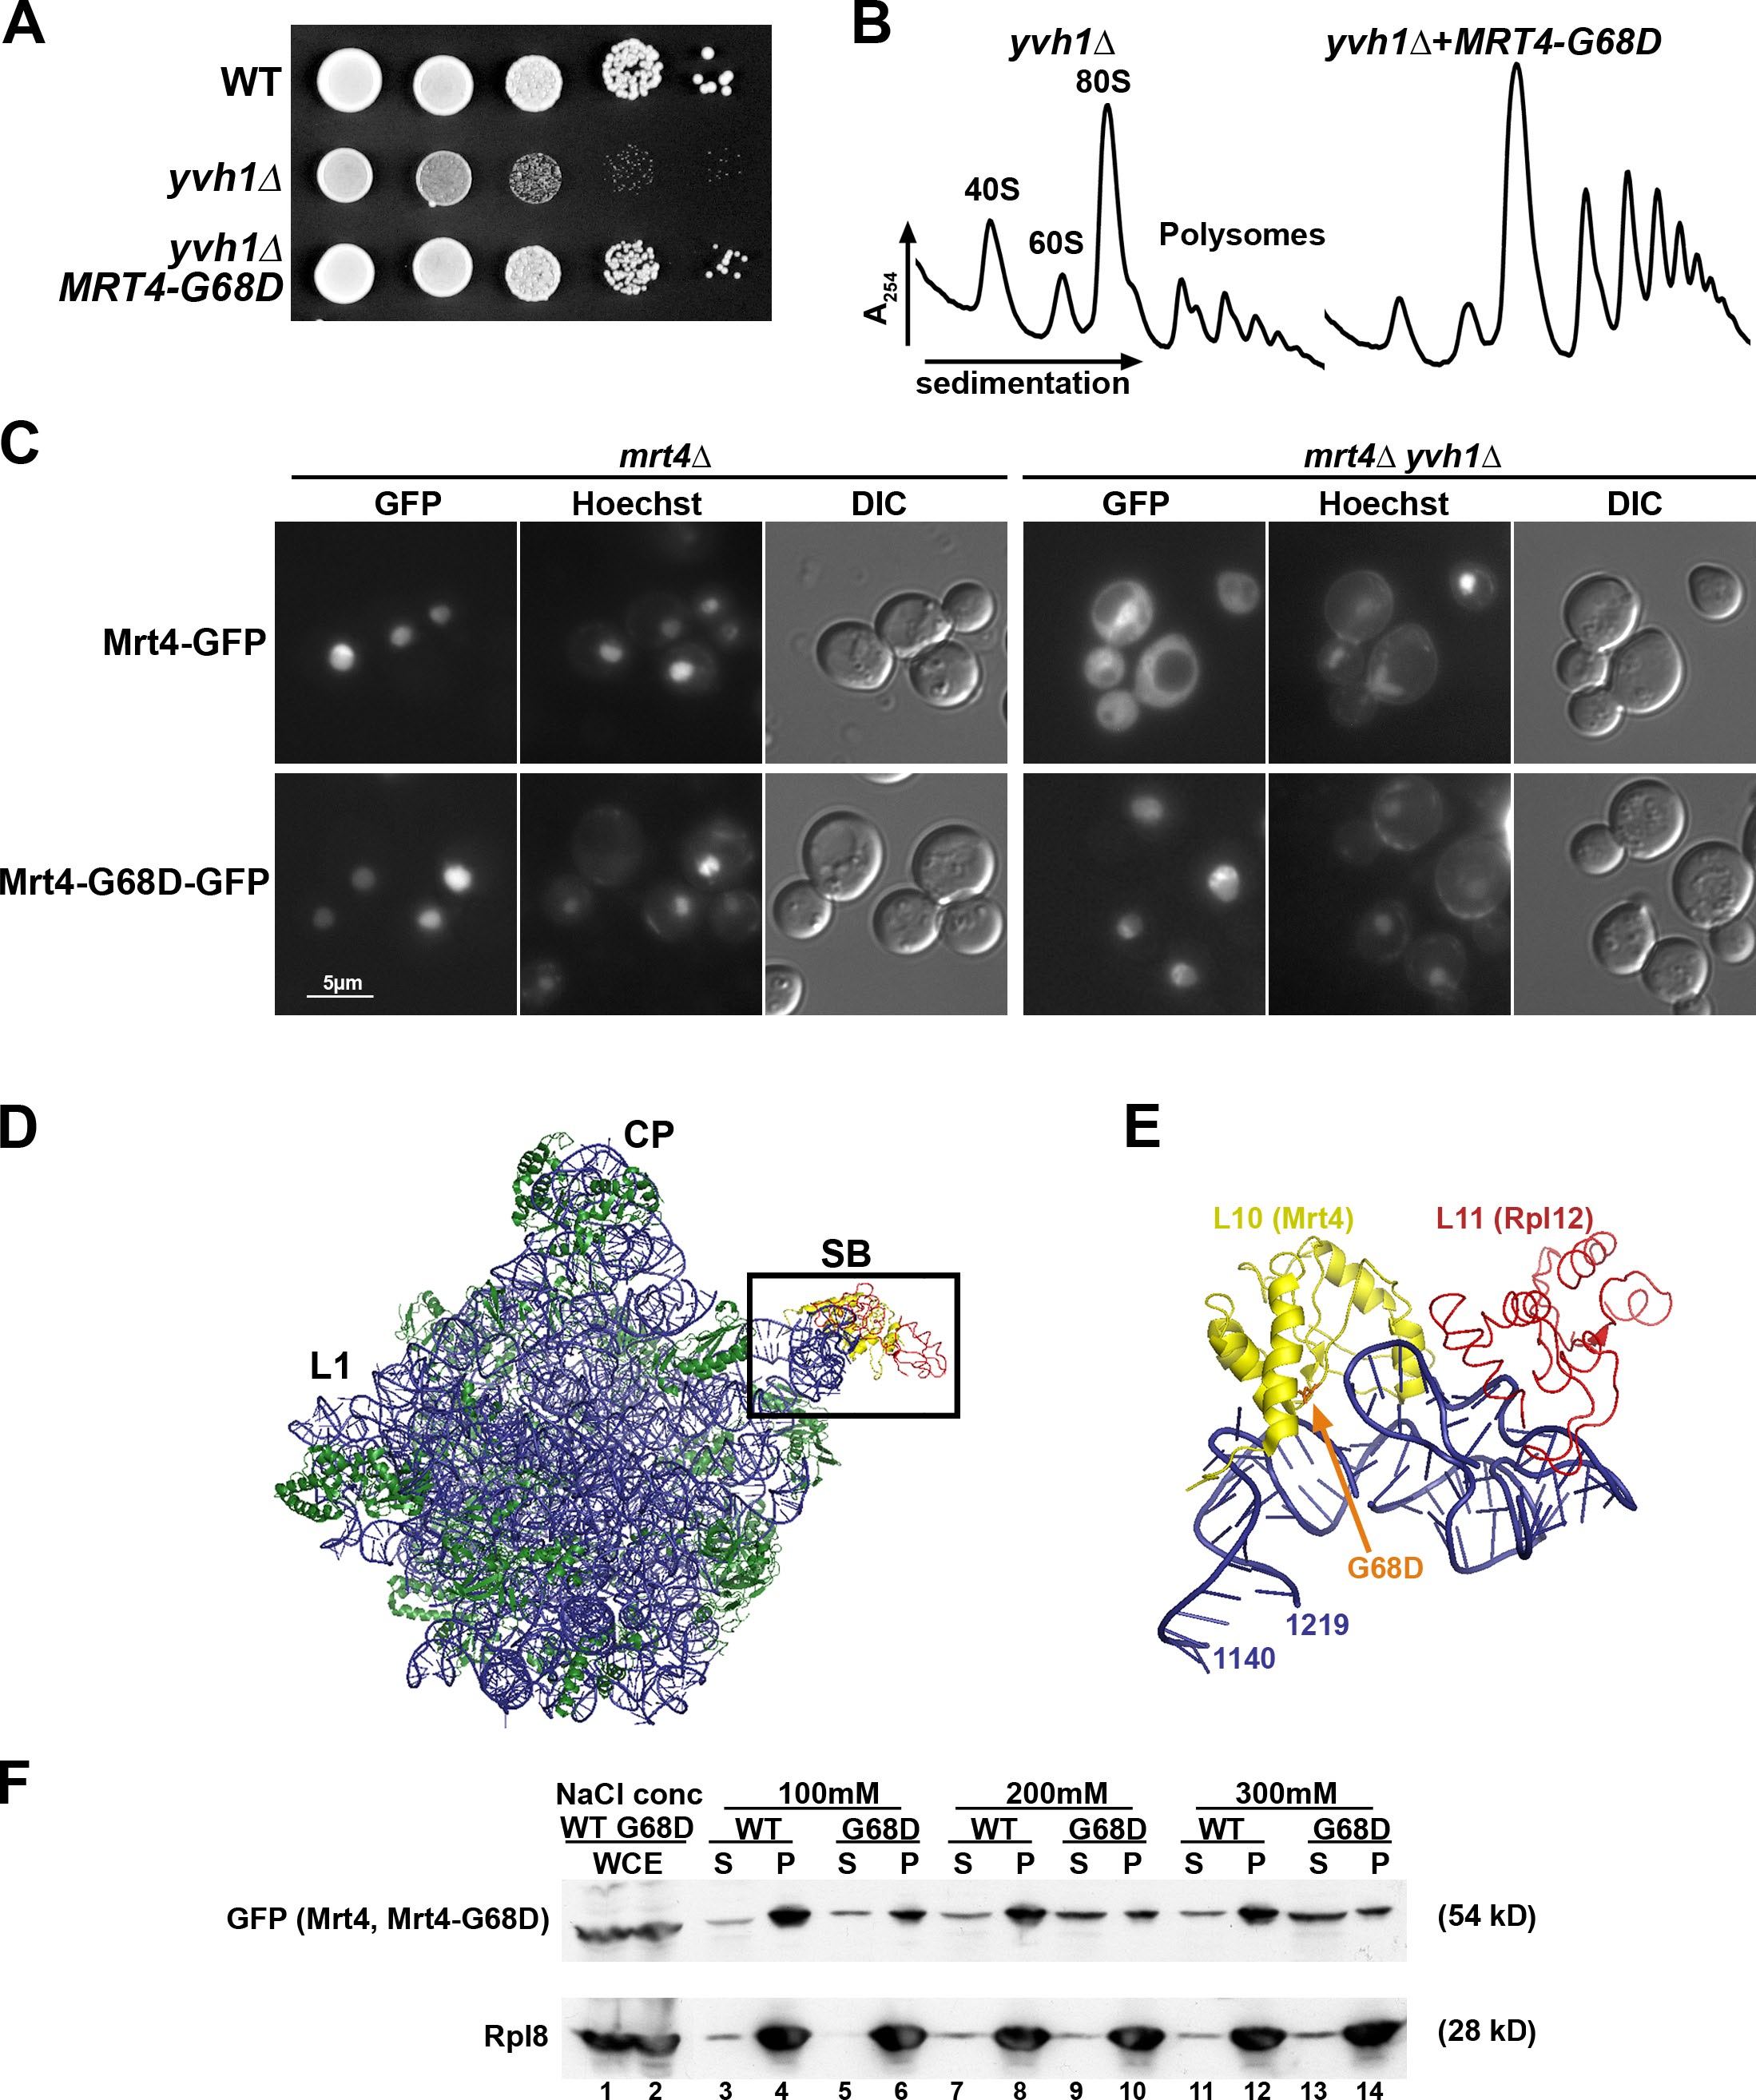 A
WT
yvh1Δ
yvh1Δ
MRT4-G68D
B
yvh1Δ
yvh1Δ+MRT4-G68D
80S
40S
60S
Polysomes
A254
sedimentation
C
mrt4Δ
mrt4Δ yvh1Δ
GFP Hoechst DIC GFP Hoechst DIC
Mrt4-GFP
Mrt4-G68D-GFP
5µm
D
CP
SB
L1
E
L10 (Mrt4)
L11 (Rpl12)
G68D
1219
1140
F
NaCl conc 100mM 200mM 300mM
WT G68D WT G68D WT G68D WT G68D
WCE S P S P S P S P S P S P
GFP (Mrt4, Mrt4-G68D) (54 kD)
Rpl8 (28 kD)
1 2 3 4 5 6 7 8 9 10 11 12 13 14